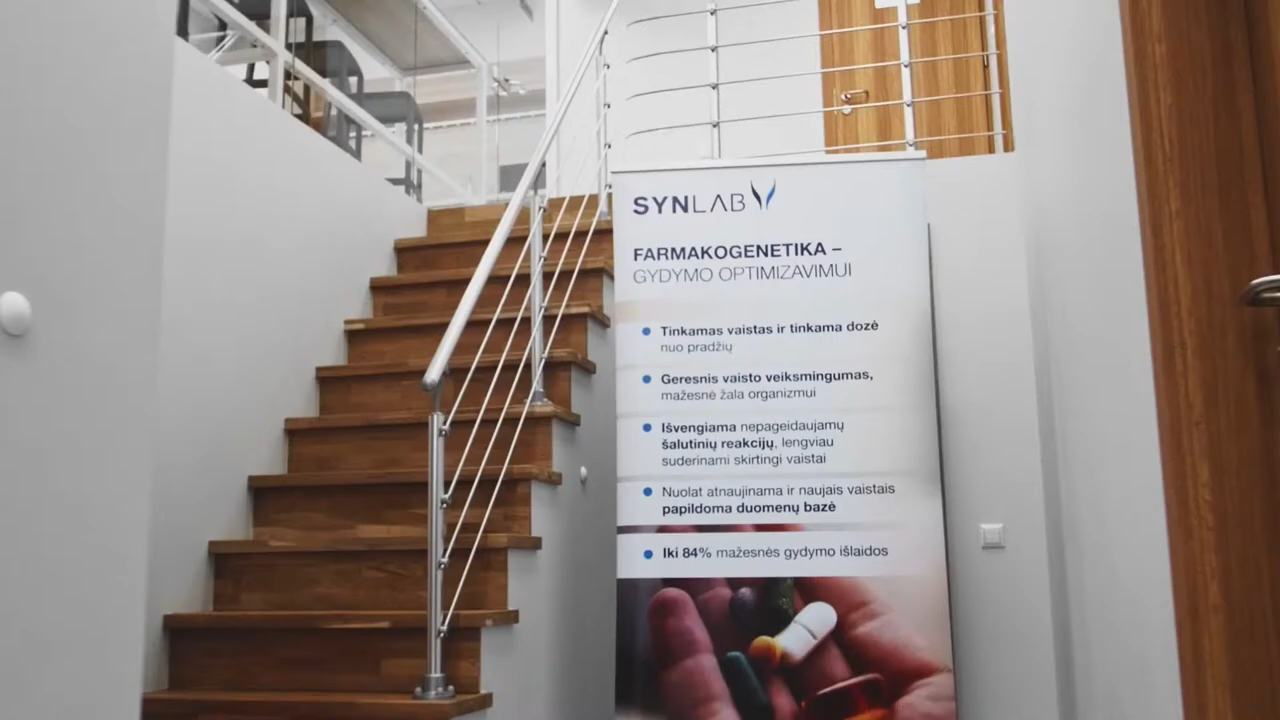 SYNLAB
FARMAKOGENETIKA –
GYDYMO OPTIMIZAVIMUI
Tinkamas vaistas ir tinkama dozė
nuo pradžių
Geresnis vaisto veiksmingumas,
mažesnė žala organizmui
Išvengiama nepageidaujamų
šalutinių reakcijų, lengviau
suderinami skirtingi vaistai
Nuolat atnaujinama ir naujais vaistais
papildoma duomenų bazė
Iki 84% mažesnės gydymo išlaidos